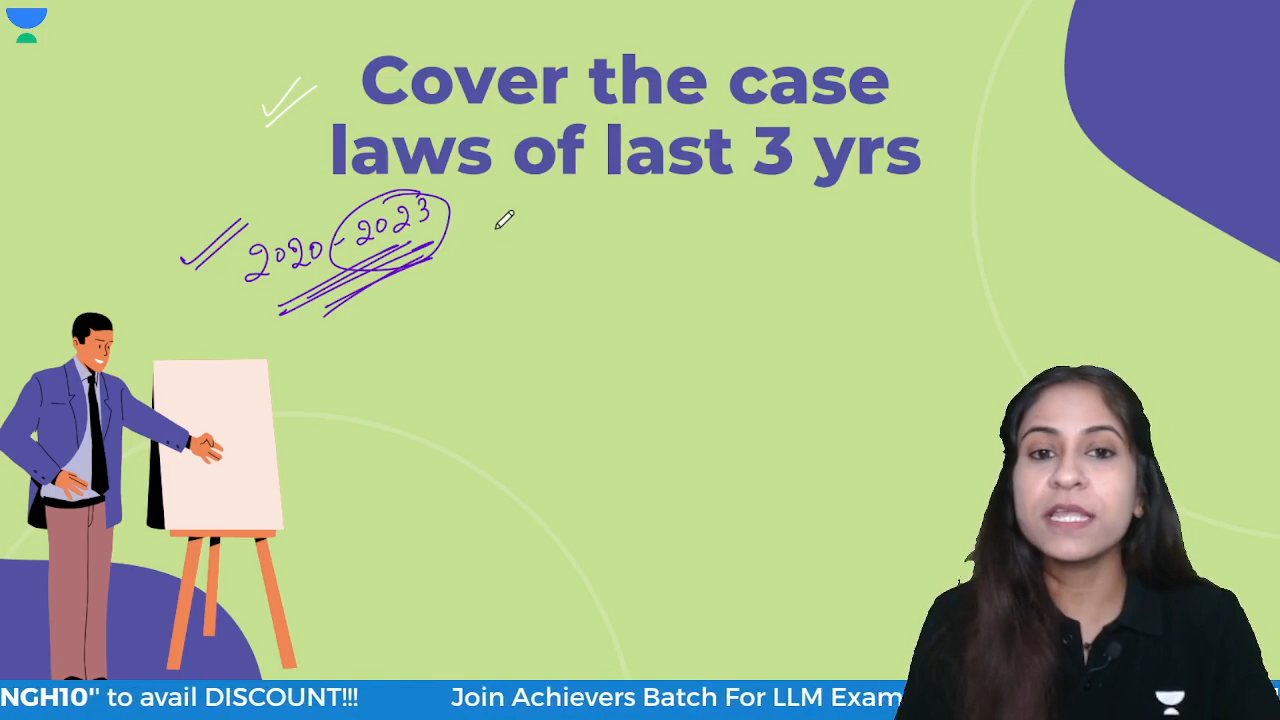 Cover the case
laws of last 3 yrs
2020 - 2023
NGH10" to avail DISCOUNT!!! Join Achievers Batch For LLM Exam